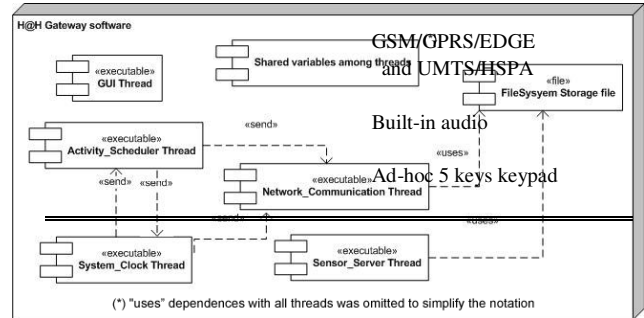 H@H Gateway software
GSM/GPRS/EDGE
and UMTS/HSPA
Shared variables among threads
«executable»
GUI Thread
«file»
FileSysyem Storage file
Built-in audio
«executable»
Activity_Scheduler Thread
«send»
«uses»
Ad-hoc 5 keys keypad
«executable»
Network_Communication Thread
«send»
«send»
«send»
«uses»
«executable»
System_Clock Thread
«executable»
Sensor_Server Thread
(*) "uses" dependences with all threads was omitted to simplify the notation